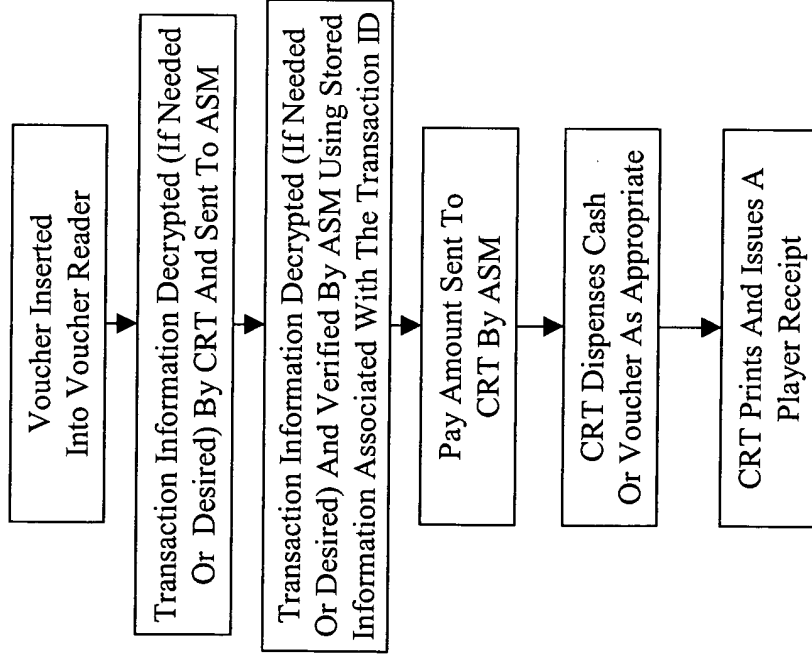 Voucher Inserted
Into Voucher Reader
Transaction Information Decrypted (If Needed
Or Desired) By CRT And Sent To ASM
Transaction Information Decrypted (If Needed
Or Desired) And Verified By ASM Using Stored
Information Associated With The Transaction ID
Pay Amount Sent To
CRT By ASM
CRT Dispenses Cash
Or Voucher As Appropriate
CRT Prints And Issues A
Player Receipt